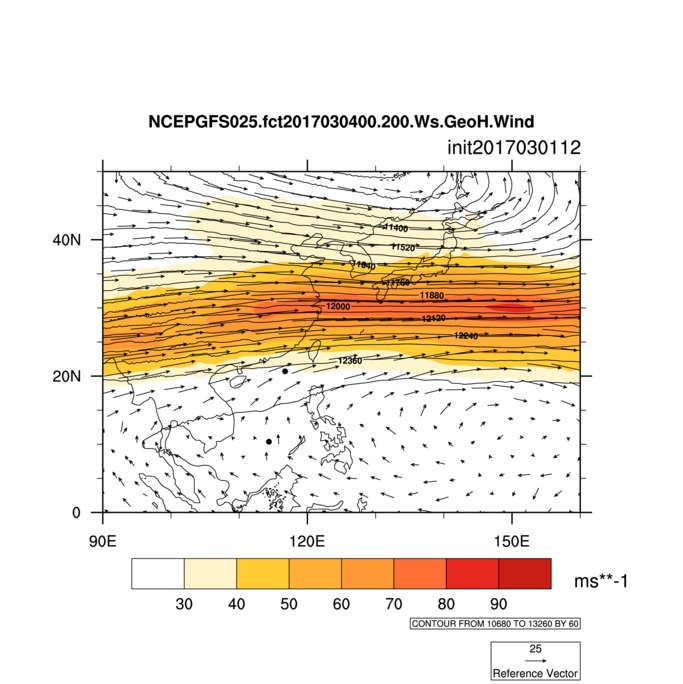 NCEPGFS025.fct2017030400.200.Ws.GeoH.Wind
init2017030112
11400
40N
11520
11640
11760
11880
12000
12120
12240
12360
20N
0
90E 120E 150E
ms**-1
30 40 50 60 70 80 90
CONTOUR FROM 10680 TO 13260 BY 60
25
Reference Vector